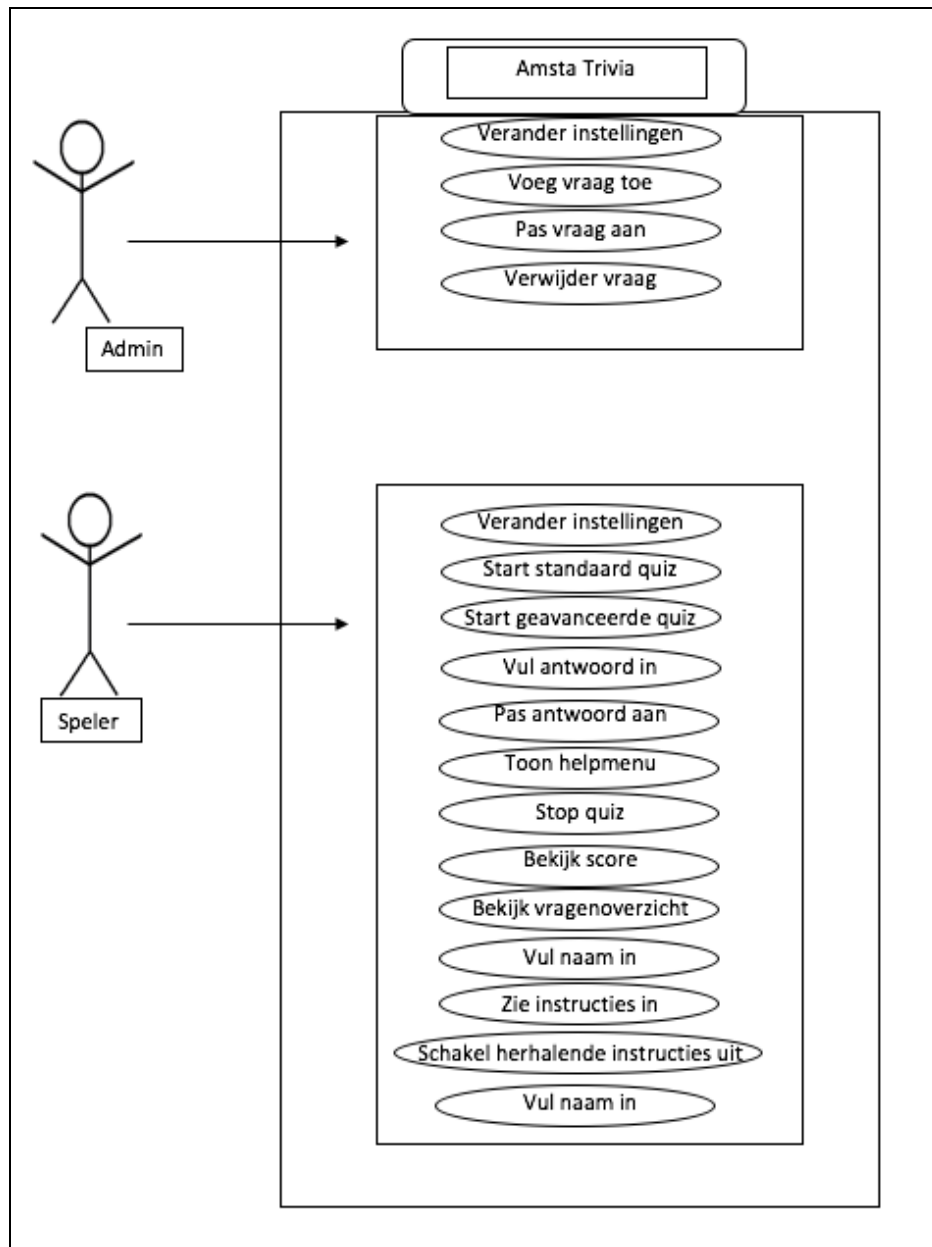 Amsta Trivia
Verander instellingen
Voeg vraag toe
Pas vraag aan
Verwijder vraag
Admin
Verander instellingen
Start standaard quiz
Start geavanceerde quiz
Vul antwoord in
Pas antwoord aan
Speler
Toon helpmenu
Stop quiz
Bekijk score
Bekijk vragenoverzicht
Vul naam in
Zie instructies in
Schakel herhalende instructies uit
Vul naam in